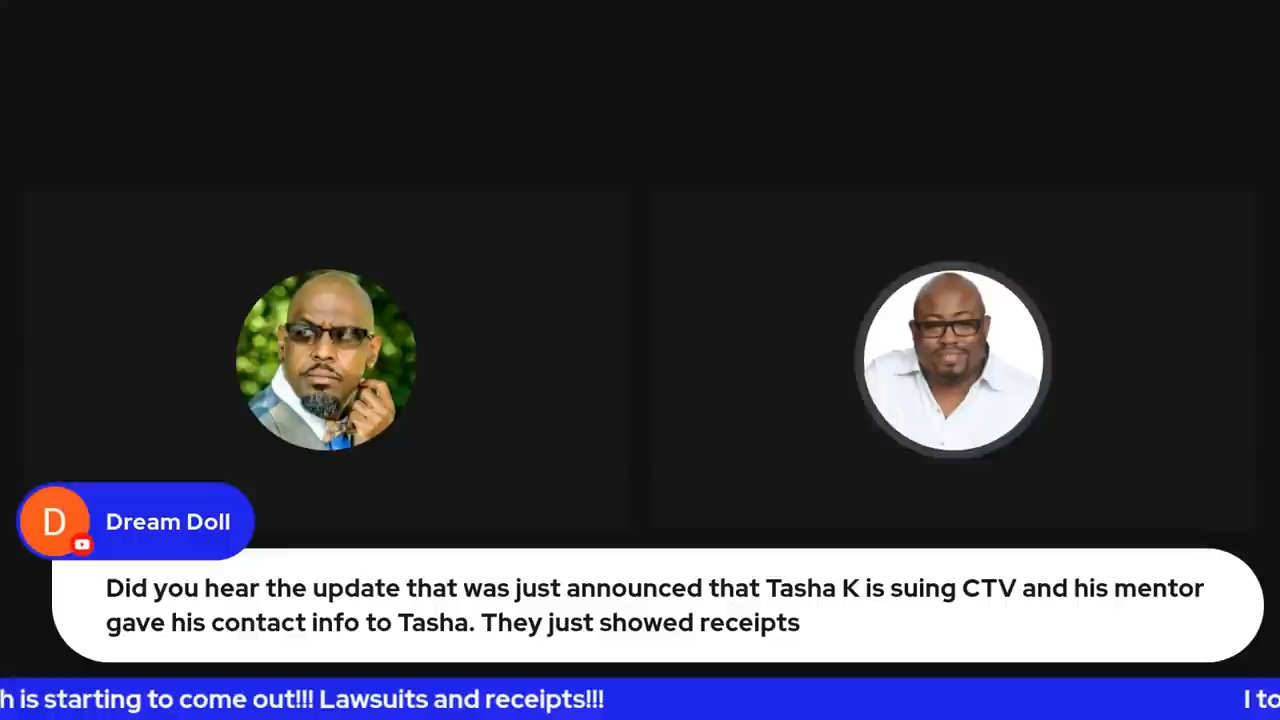 D
Dream Doll
Did you hear the update that was just announced that Tasha K is suing CTV and his mentor
gave his contact info to Tasha. They just showed receipts
h is starting to come out!!! Lawsuits and receipts!!!
I to